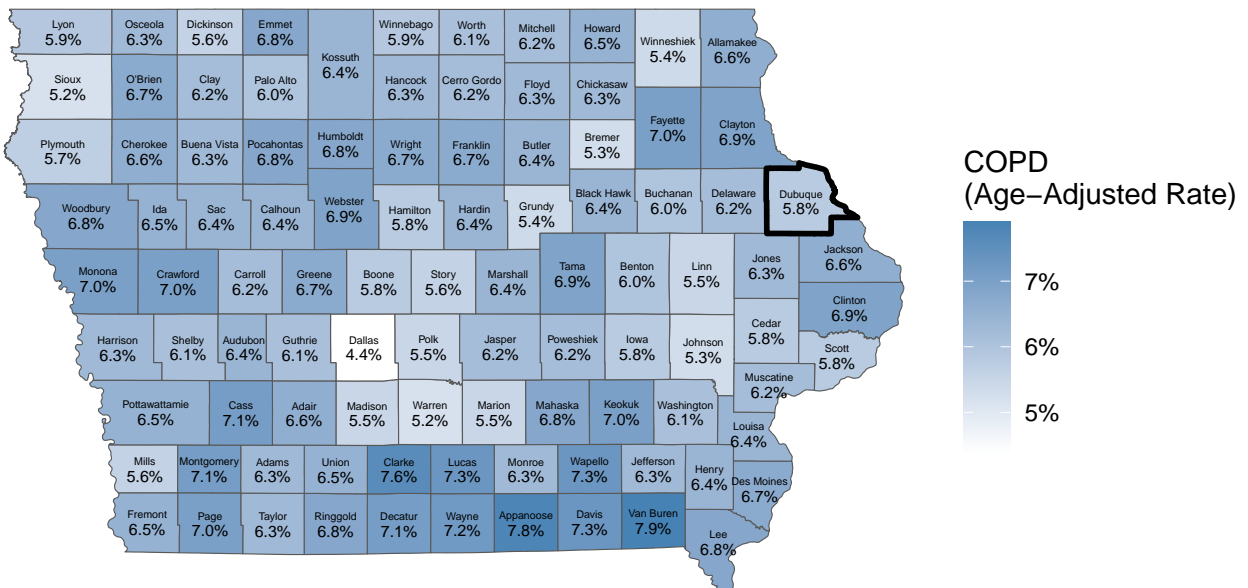 Lyon
5.9%
Osceola
6.3%
Dickinson
5.6%
Emmet
6.8%
Kossuth
6.4%
Winnebago
5.9%
Worth
6.1%
Mitchell
6.2%
Howard
6.5%
Winneshiek
5.4%
Allamakee
6.6%
Sioux
5.2%
O'Brien
6.7%
Clay
6.2%
Palo Alto
6.0%
Hancock
6.3%
Cerro Gordo
6.2%
Floyd
6.3%
Chickasaw
6.3%
Fayette
7.0%
Clayton
6.9%
Plymouth
5.7%
Cherokee
6.6%
Buena Vista
6.3%
Pocahontas
6.8%
Humboldt
6.8%
Wright
6.7%
Franklin
6.7%
Butler
6.4%
Bremer
5.3%
Woodbury
6.8%
Ida
6.5%
Sac
6.4%
Calhoun
6.4%
Webster
6.9%
Hamilton
5.8%
Hardin
6.4%
Grundy
5.4%
Black Hawk
6.4%
Buchanan
6.0%
Delaware
6.2%
Dubuque
5.8%
Monona
7.0%
Crawford
7.0%
Carroll
6.2%
Greene
6.7%
Boone
5.8%
Story
5.6%
Marshall
6.4%
Tama
6.9%
Benton
6.0%
Linn
5.5%
Jones
6.3%
Jackson
6.6%
Clinton
6.9%
Harrison
6.3%
Shelby
6.1%
Audubon
6.4%
Guthrie
6.1%
Dallas
4.4%
Polk
5.5%
Jasper
6.2%
Poweshiek
6.2%
Iowa
5.8%
Johnson
5.3%
Cedar
5.8%
Scott
5.8%
Muscatine
6.2%
Pottawattamie
6.5%
Cass
7.1%
Adair
6.6%
Madison
5.5%
Warren
5.2%
Marion
5.5%
Mahaska
6.8%
Keokuk
7.0%
Washington
6.1%
Louisa
6.4%
Mills
5.6%
Montgomery
7.1%
Adams
6.3%
Union
6.5%
Clarke
7.6%
Lucas
7.3%
Monroe
6.3%
Wapello
7.3%
Jefferson
6.3%
Henry
6.4%
Des Moines
6.7%
Fremont
6.5%
Page
7.0%
Taylor
6.3%
Ringgold
6.8%
Decatur
7.1%
Wayne
7.2%
Appanoose
7.8%
Davis
7.3%
Van Buren
7.9%
Lee
6.8%
COPD
(Age−Adjusted Rate)
7%
6%
5%